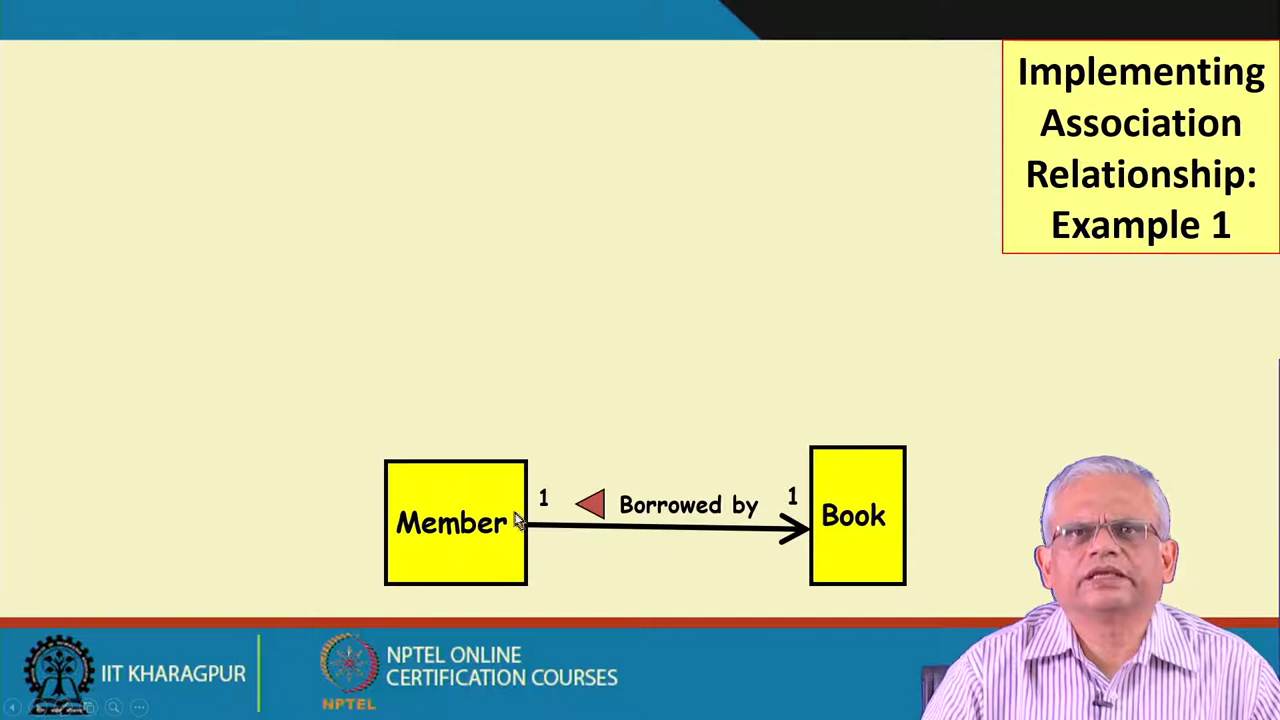 Implementing
Association
Relationship:
Example 1
Member
1
Borrowed by
1
Book
IIT KHARAGPUR
NPTEL
NPTEL ONLINE
CERTIFICATION COURSES